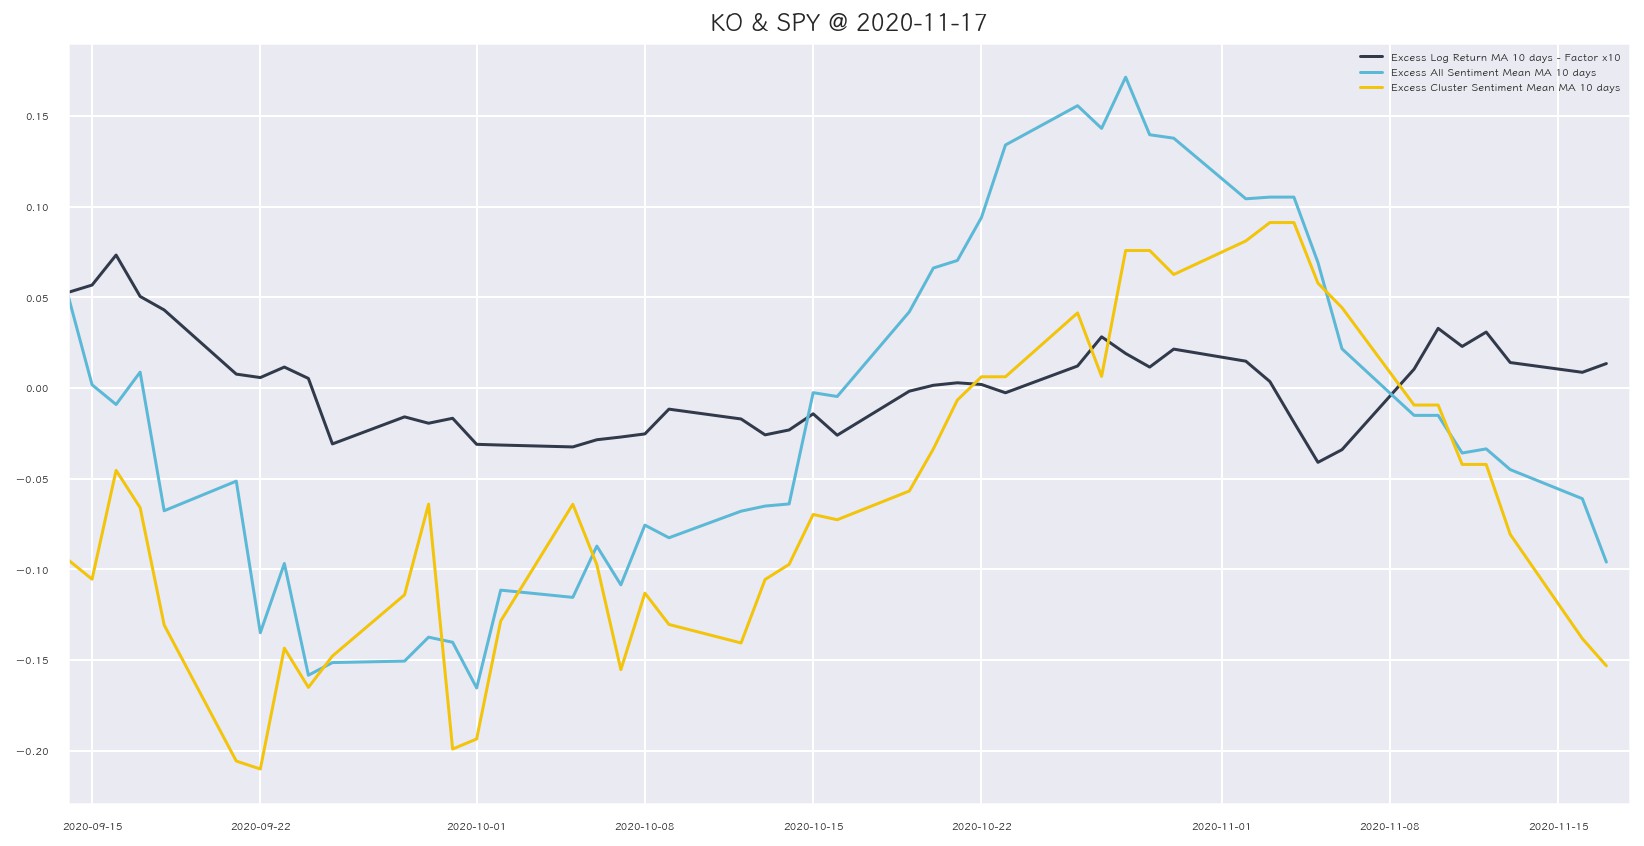 KO & SPY @ 2020-11-17
Excess Log Return MA 10 days - Factor x10
Excess All Sentiment Mean MA 10 days
Excess Cluster Sentiment Mean MA 10 days
0.15
0.10
0.05
0.00
−0.05
−0.10
−0.15
−0.20
2020-09-15 2020-09-22 2020-10-01 2020-10-08 2020-10-15 2020-10-22 2020-11-01 2020-11-08 2020-11-15